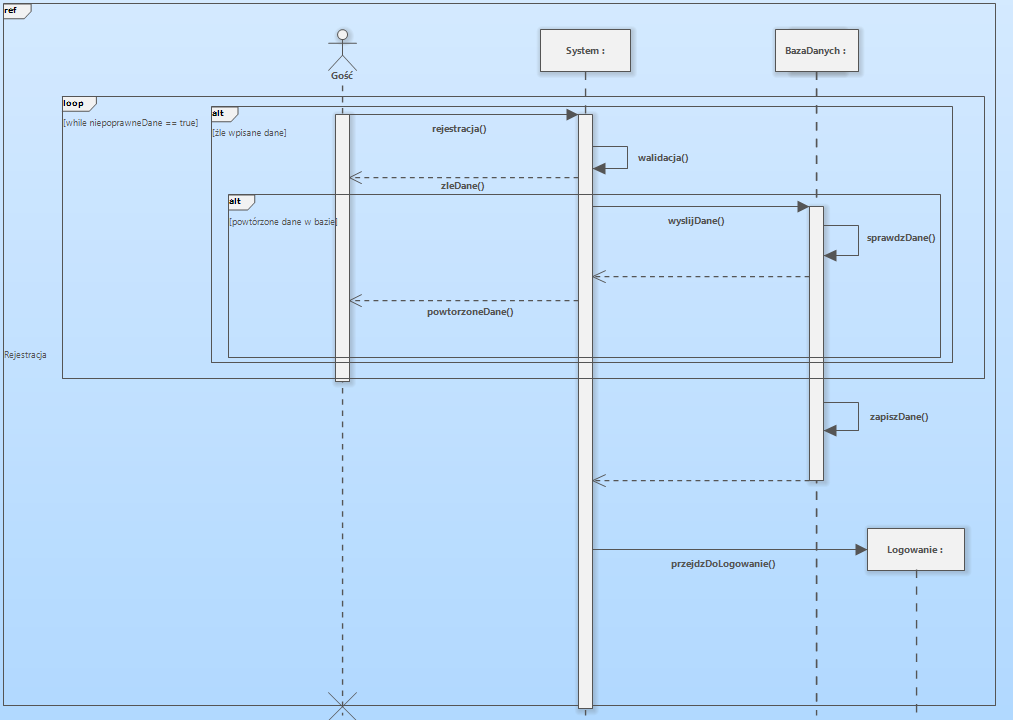 ref
Gość
System :
BazaDanych :
loop
[while niepoprawneDane == true]
alt
[źle wpisane dane]
rejestracja()
walidacja()
zleDane()
alt
[powtórzone dane w bazie]
wyslijDane()
sprawdzDane()
powtorzoneDane()
Rejestracja
zapiszDane()
Logowanie :
przejdzDoLogowanie()